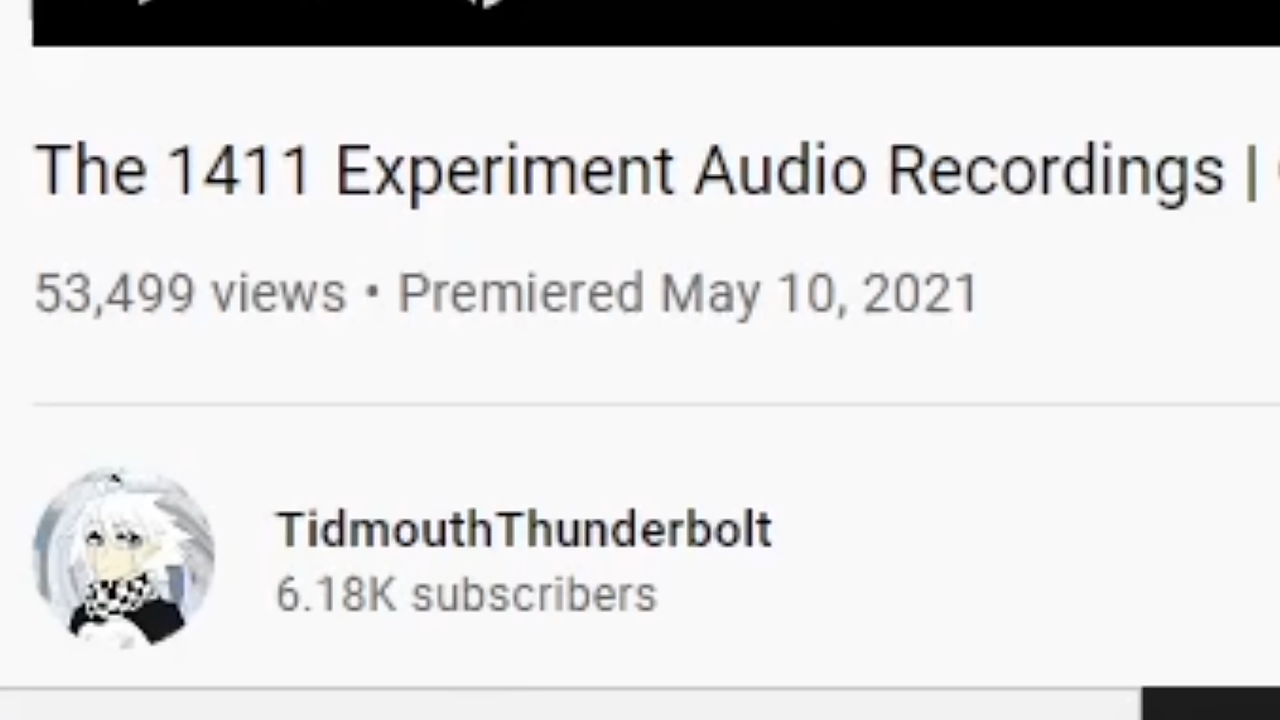 The 1411 Experiment Audio Recordings |
53,499 views • Premiered May 10, 2021
TidmouthThunderbolt
6.18K subscribers